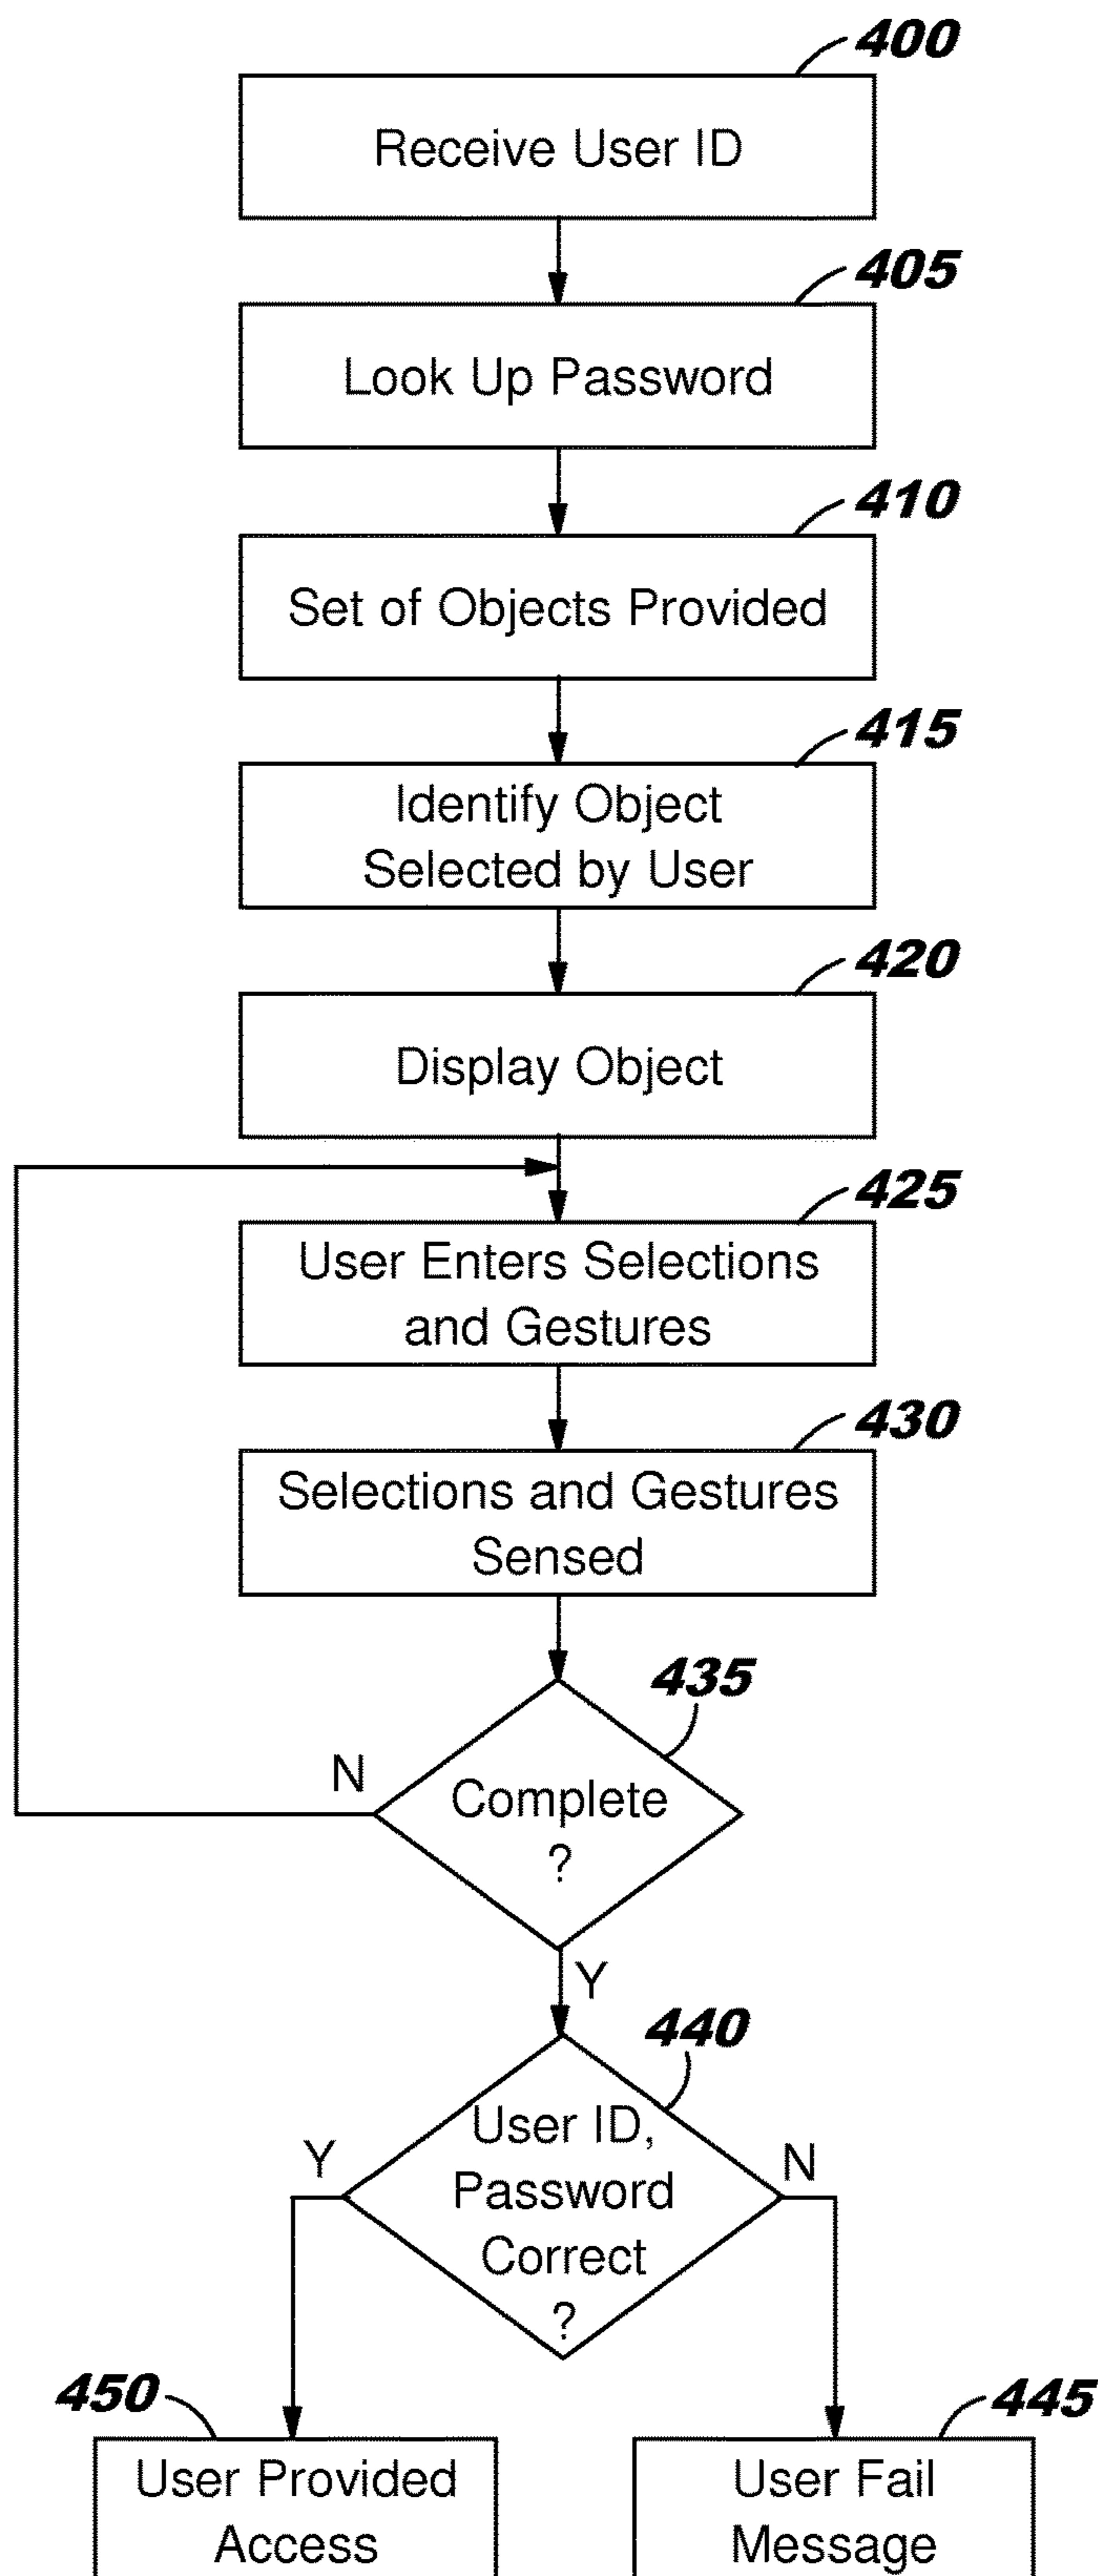 400
Receive User ID
405
Look Up Password
410
Set of Objects Provided
415
Identify Object
Selected by User
420
Display Object
425
User Enters Selections
and Gestures
430
Selections and Gestures
Sensed
435
N
Complete
?
Y
440
Y
User ID,
N
Password
Correct
?
450
445
User Provided
Access
User Fail
Message